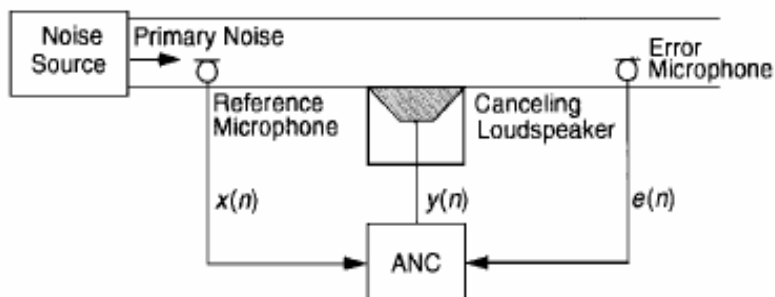 Noise
Source
Primary Noise
Reference
Microphone
Canceling
Loudspeaker
Error
Microphone
x(n)
y(n)
e(n)
ANC